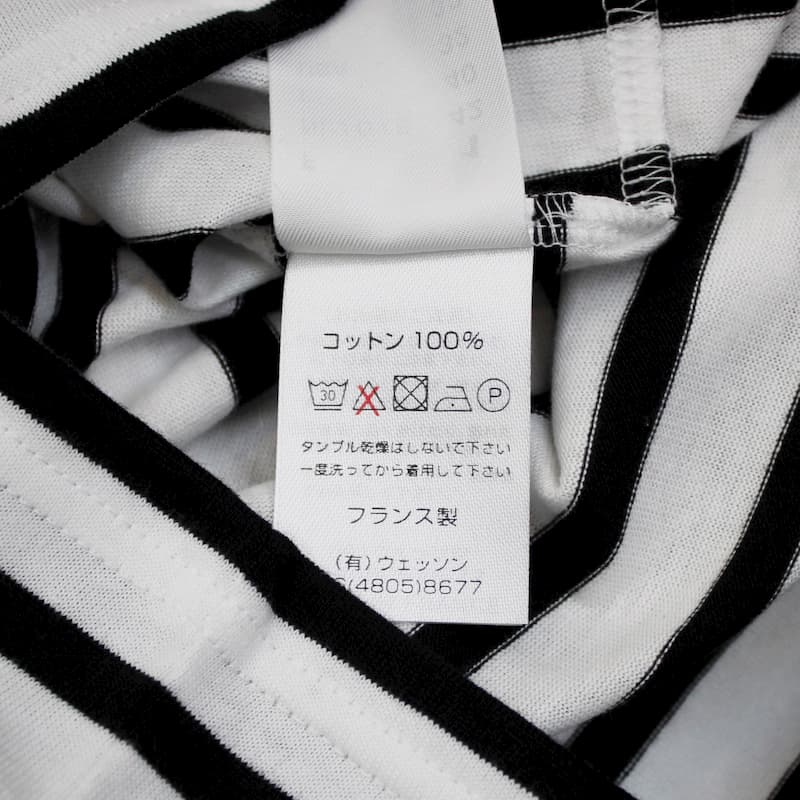 コットン 100%
30 P
タンブル乾燥はしないで下さい
一度洗ってから着用して下さい
フランス製
(有)ウェッソン
(4805)8677